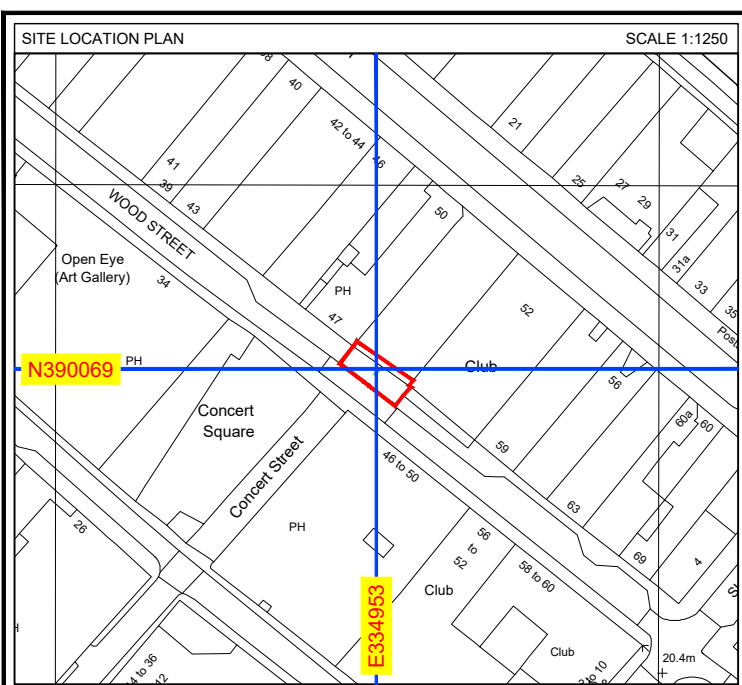 SITE LOCATION PLAN
SCALE 1:1250
40
42 to 44
46
21
25
27
29
31
31a
33
35
41
39
43
WOOD STREET
50
Open Eye
(Art Gallery)
34
PH
47
52
Post
N390069
PH
Club
56
60a
60
Concert
Square
Concert Street
46 to 50
59
63
69
4
PH
26
56
to
52
58 to 60
Club
Club
E334953
20.4m